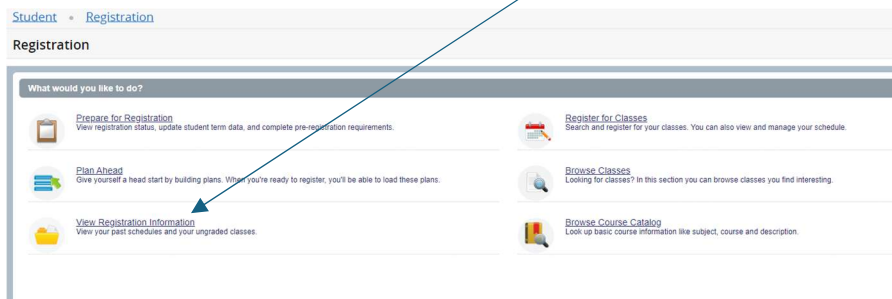 Student • Registration
Registration
What would you like to do?
Prepare for Registration
View registration status, update student term data, and complete pre-registration requirements.
Register for Classes
Search and register for your classes. You can also view and manage your schedule.
Plan Ahead
Give yourself a head start by building plans. When you're ready to register, you'll be able to load these plans.
Browse Classes
Looking for classes? In this section you can browse classes you find interesting.
View Registration Information
View your past schedules and your ungraded classes.
Browse Course Catalog
Look up basic course information like subject, course and description.